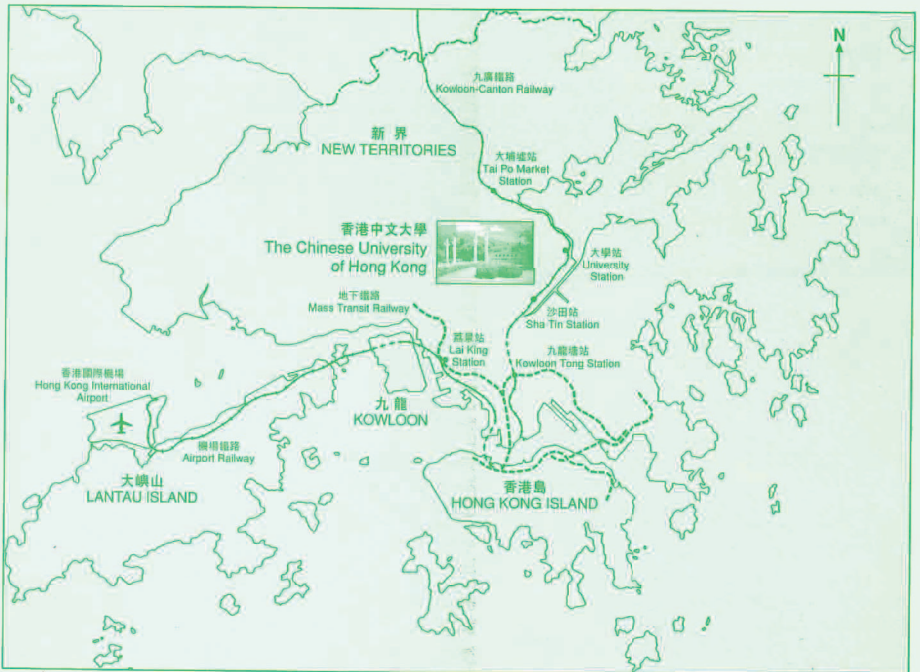 N
九廣鐵路
Kowloon-Canton Railway
新界
NEW TERRITORIES
大埔墟站
Tai Po Market
Station
香港中文大學
The Chinese University
of Hong Kong
大學站
University
Station
地下鐵路
Mass Transit Railway
沙田站
Sha Tin Station
荔景站
Lai King
Station
九龍塘站
Kowloon Tong Station
香港國際機場
Hong Kong International
Airport
九龍
KOWLOON
機場鐵路
Airport Railway
大嶼山
LANTAU ISLAND
香港島
HONG KONG ISLAND